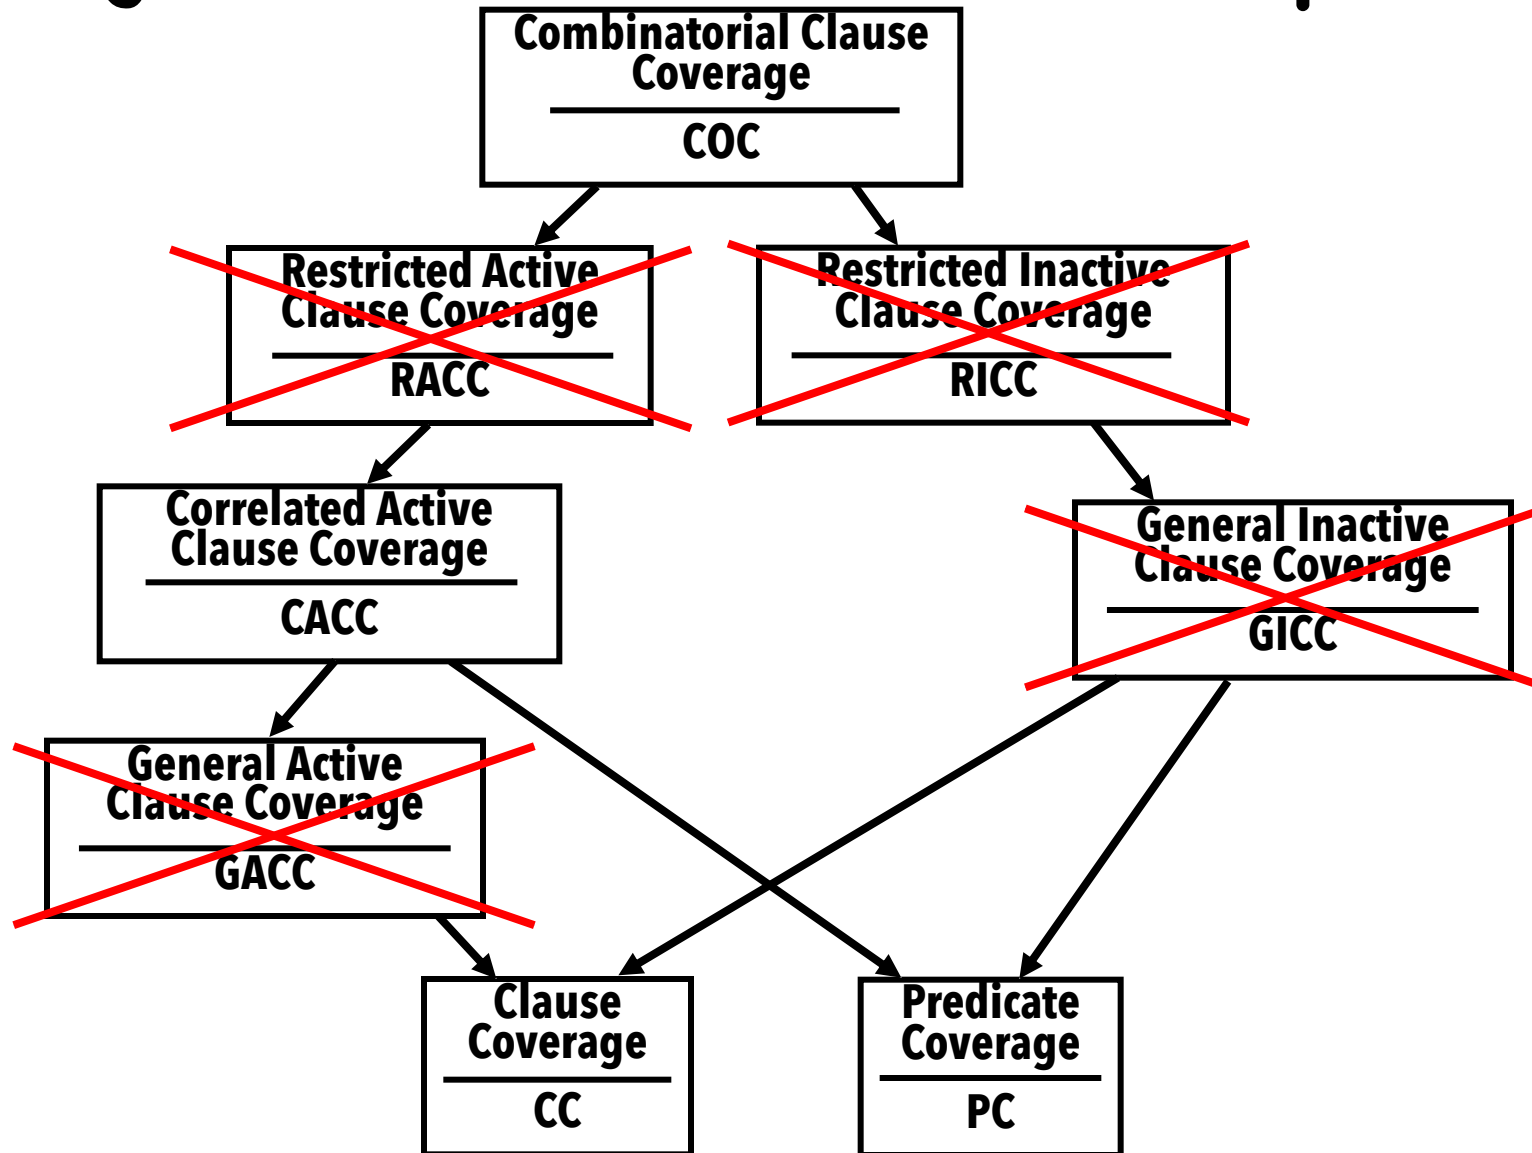 Combinatorial Clause
Coverage
COC
Restricted Active
Clause Coverage
RACC
Restricted Inactive
Clause Coverage
RICC
Correlated Active
Clause Coverage
CACC
General Inactive
Clause Coverage
GICC
General Active
Clause Coverage
GACC
Clause
Coverage
CC
Predicate
Coverage
PC